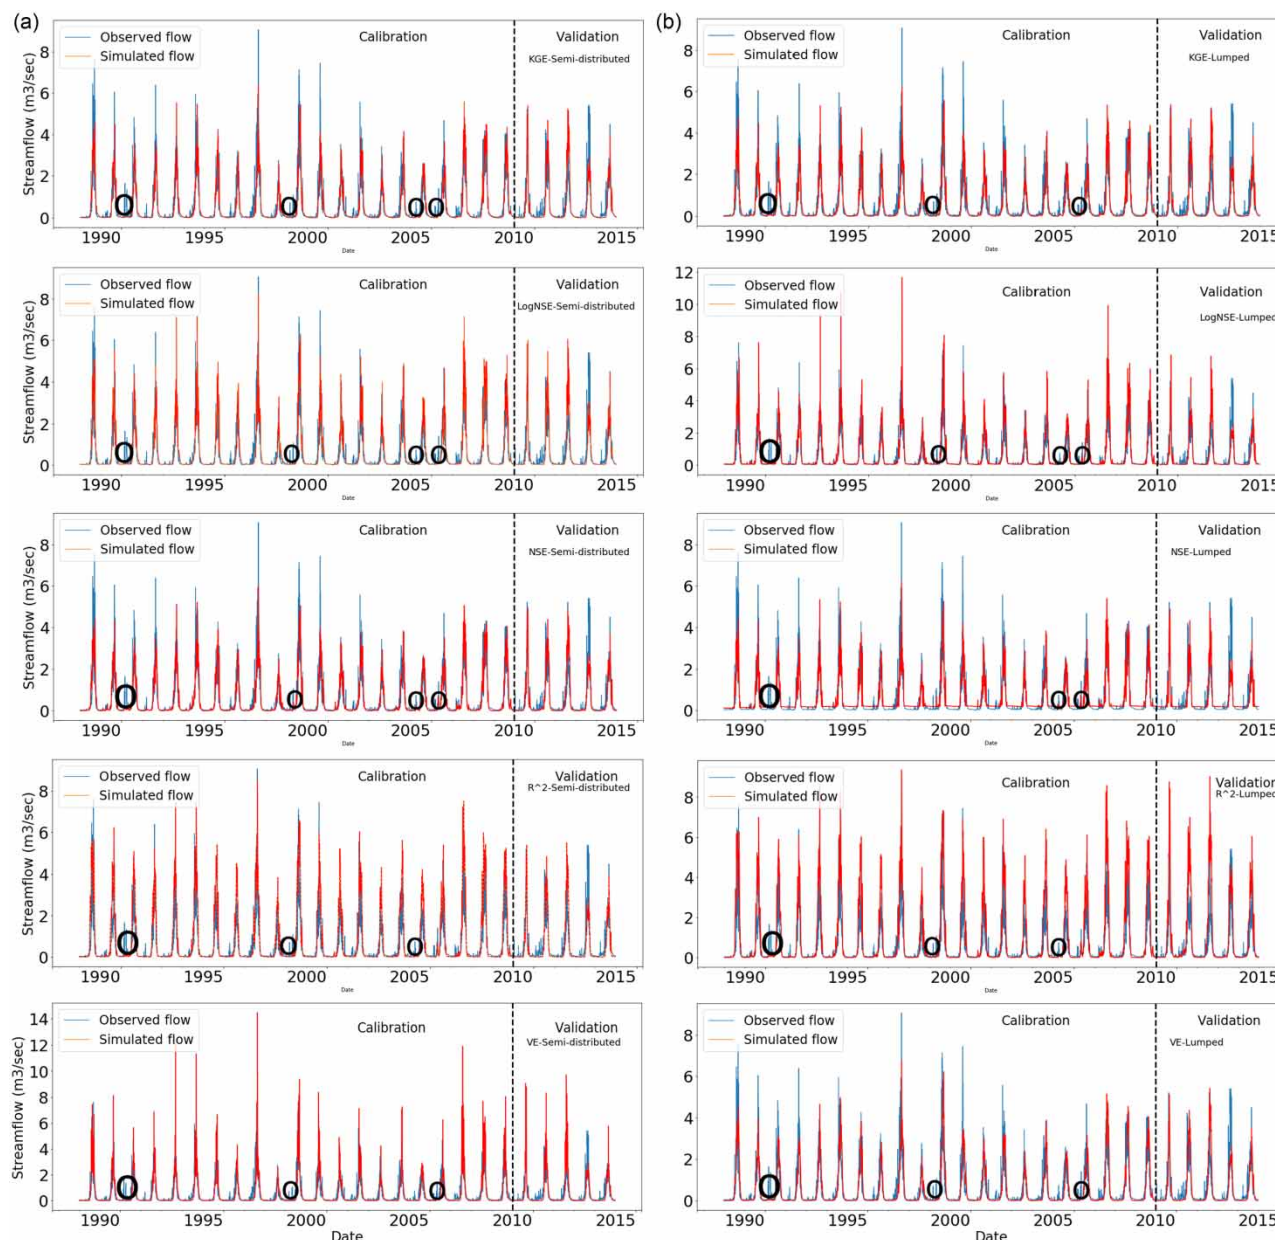 (a)
Observed flow
Simulated flow
Calibration
Validation
KGE-Semi-distributed
Streamflow (m3/sec)
8
6
4
2
0
1990 1995 2000 2005 2010 2015
Date
Observed flow
Simulated flow
Calibration
Validation
LogNSE-Semi-distributed
Streamflow (m3/sec)
8
6
4
2
0
1990 1995 2000 2005 2010 2015
Date
Observed flow
Simulated flow
Calibration
Validation
NSE-Semi-distributed
Streamflow (m3/sec)
8
6
4
2
0
1990 1995 2000 2005 2010 2015
Date
Observed flow
Simulated flow
Calibration
Validation
R^2-Semi-distributed
Streamflow (m3/sec)
8
6
4
2
0
1990 1995 2000 2005 2010 2015
Date
Observed flow
Simulated flow
Calibration
Validation
VE-Semi-distributed
Streamflow (m3/sec)
14
12
10
8
6
4
2
0
1990 1995 2000 2005 2010 2015
Date
(b)
Observed flow
Simulated flow
Calibration
Validation
KGE-Lumped
8
6
4
2
0
1990 1995 2000 2005 2010 2015
Date
Observed flow
Simulated flow
Calibration
Validation
LogNSE-Lumped
12
10
8
6
4
2
0
1990 1995 2000 2005 2010 2015
Date
Observed flow
Simulated flow
Calibration
Validation
NSE-Lumped
8
6
4
2
0
1990 1995 2000 2005 2010 2015
Date
Observed flow
Simulated flow
Calibration
Validation
R^2-Lumped
8
6
4
2
0
1990 1995 2000 2005 2010 2015
Date
Observed flow
Simulated flow
Calibration
Validation
VE-Lumped
8
6
4
2
0
1990 1995 2000 2005 2010 2015
Date